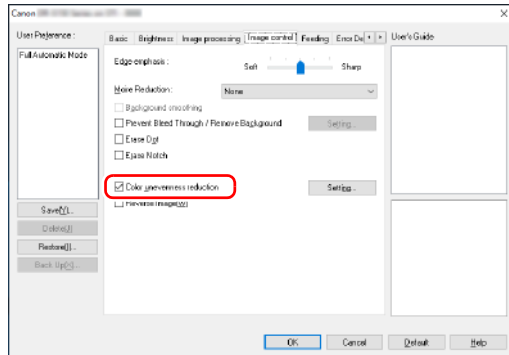 Canon
User Preference :
Full Automatic Mode
Save[Y]...
Delete[J]
Restore[J]...
Back Up[X]...
Basic Brightness Image processing Image control Feeding Error De
User's Guide
Edge-emphasis :
Soft Sharp
Moire Reduction:
None
Background smoothing
Prevent Bleed Through / Remove Background
Setting...
Erase Dot
Erase Notch
Color unevenness reduction
Setting...
Reverse Image[W]
OK Cancel Default Help